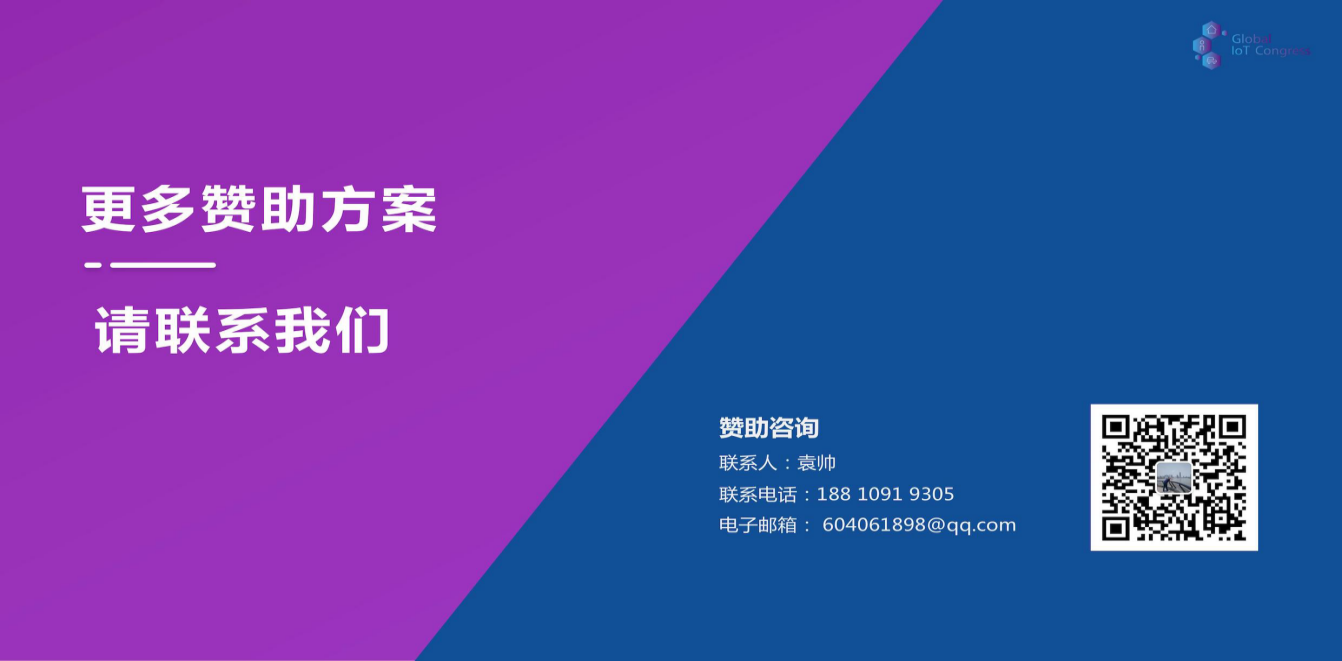 Global
IoT Congress
更多赞助方案
请联系我们
赞助咨询
联系人：袁帅
联系电话：188 1091 9305
电子邮箱： 604061898@qq.com